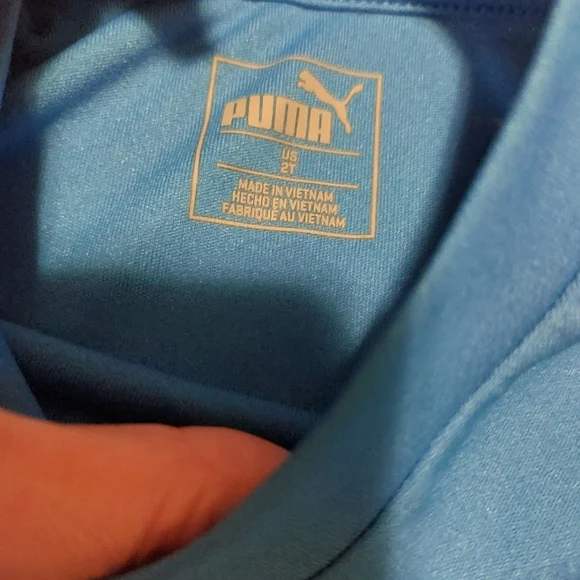 PUMA
US
2T
MADE IN VIETNAM
HECHO EN VIETNAM
FABRIQUÉ AU VIETNAM